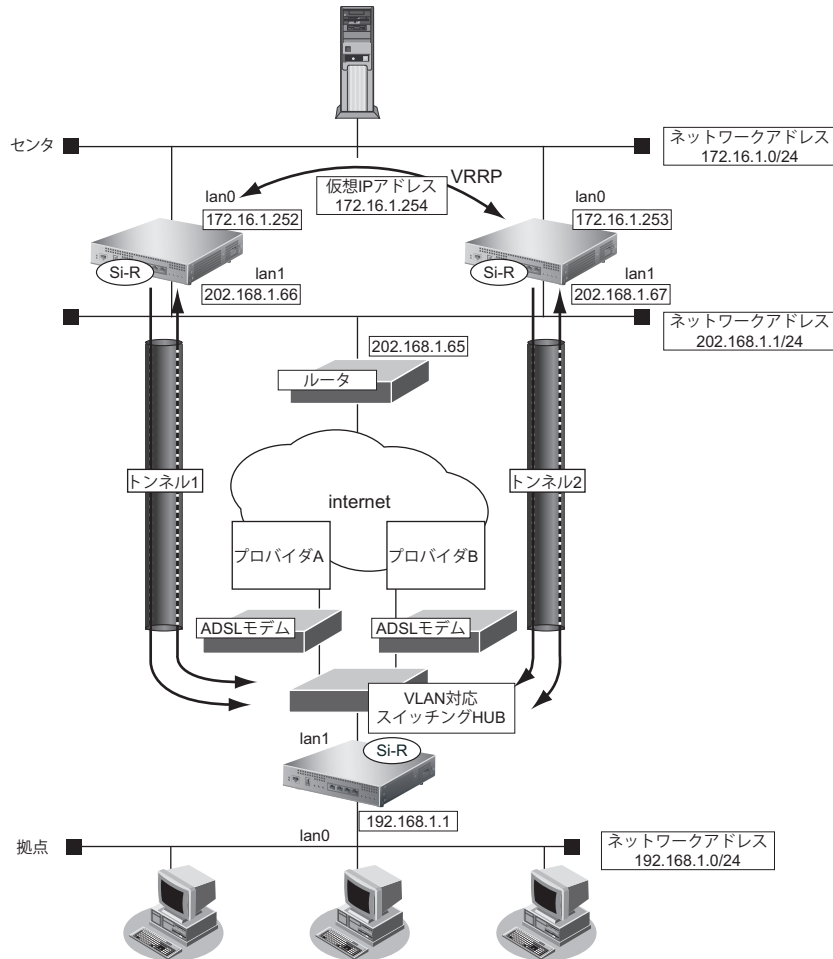 センタ
ネットワークアドレス
172.16.1.0/24
VRRP
仮想IPアドレス
172.16.1.254
lan0
172.16.1.252
lan0
172.16.1.253
Si-R
lan1
202.168.1.66
Si-R
lan1
202.168.1.67
ネットワークアドレス
202.168.1.1/24
202.168.1.65
ルータ
トンネル1
トンネル2
internet
プロバイダA
プロバイダB
ADSLモデム
ADSLモデム
VLAN対応
スイッチングHUB
lan1
Si-R
192.168.1.1
lan0
拠点
ネットワークアドレス
192.168.1.0/24